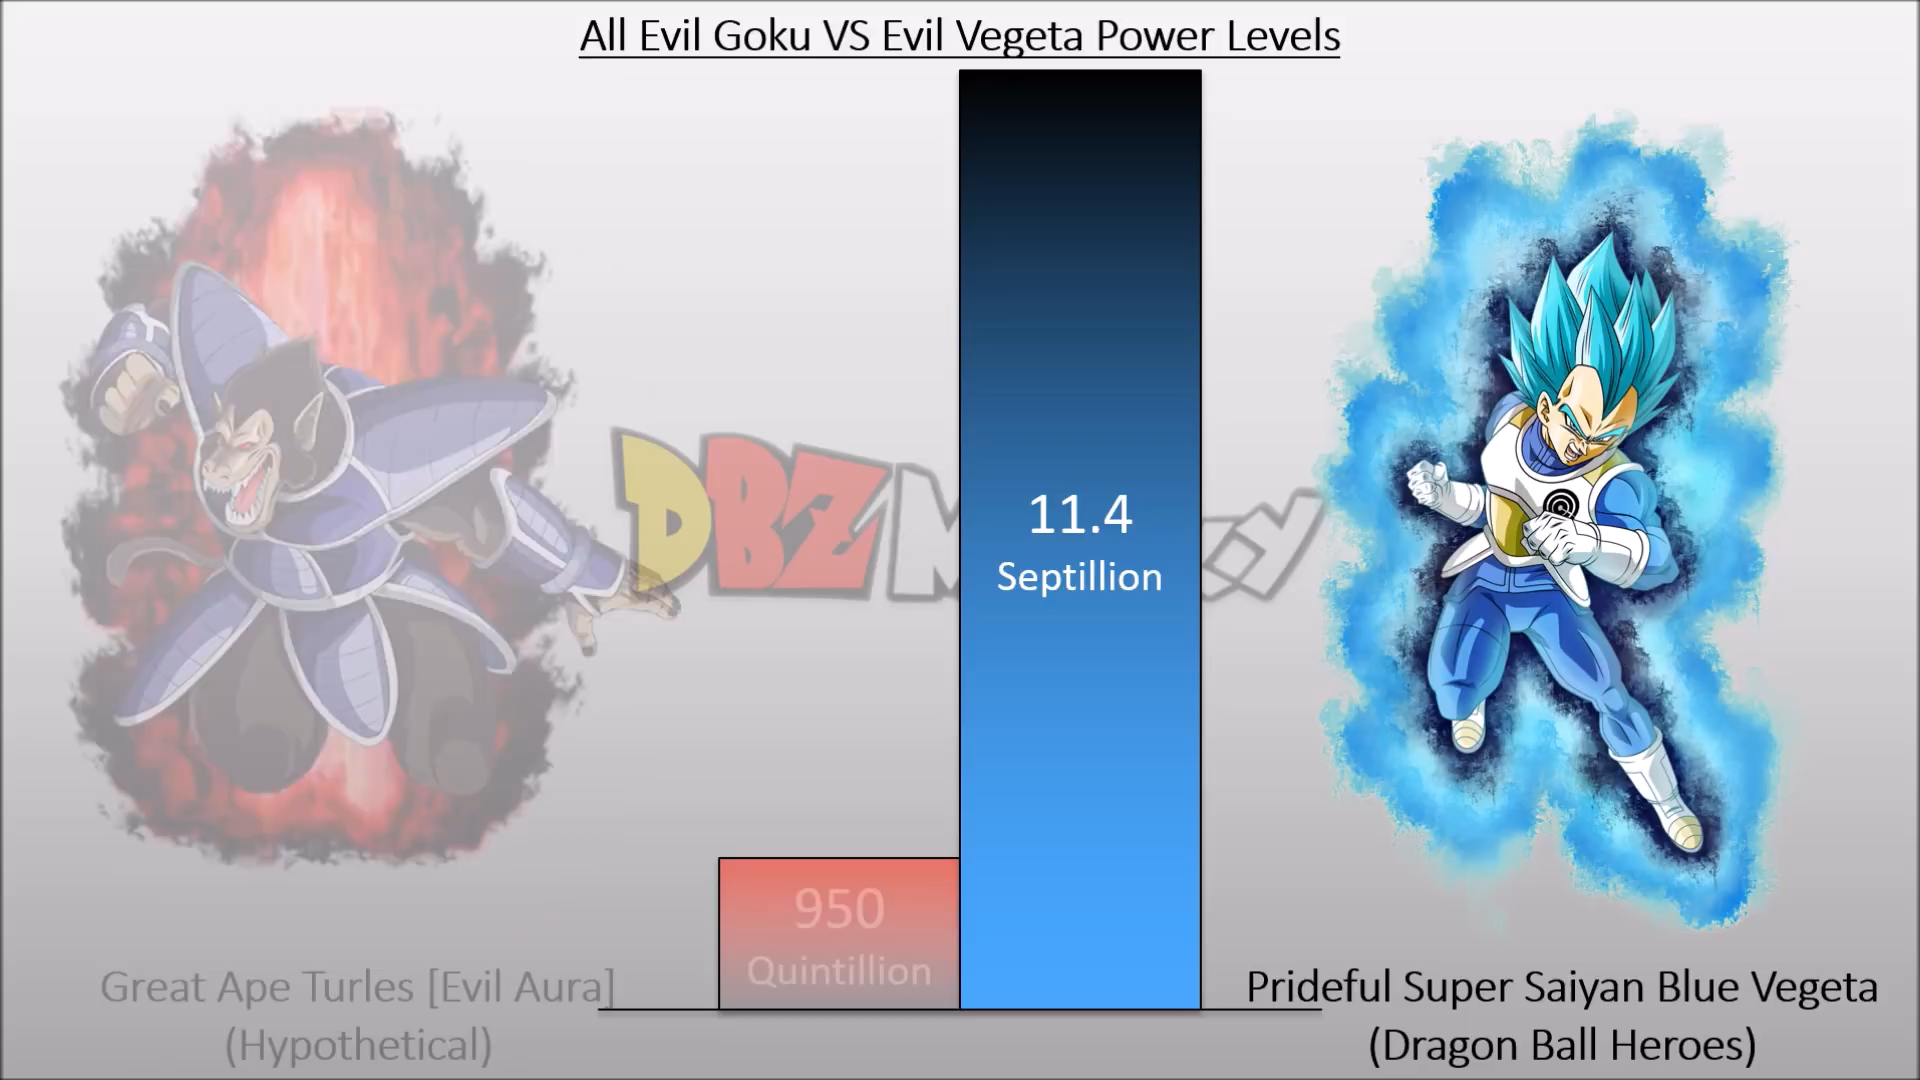 All Evil Goku VS Evil Vegeta Power Levels
DBZ
11.4
Septillion
950
Quintillion
Great Ape Turles [Evil Aura]
(Hypothetical)
Prideful Super Saiyan Blue Vegeta
(Dragon Ball Heroes)